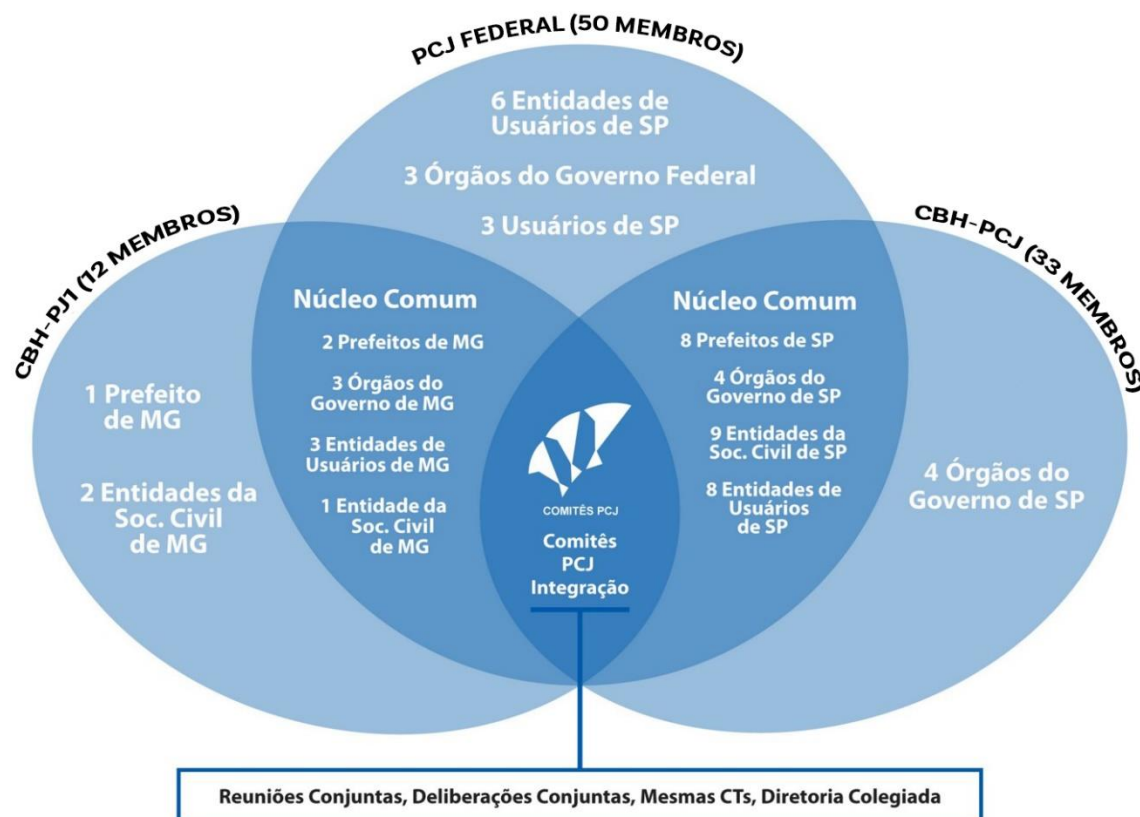 PCJ FEDERAL (50 MEMBROS)
6 Entidades de
Usuários de SP
3 Órgãos do Governo Federal
3 Usuários de SP
CBH-PJ1 (12 MEMBROS)
1 Prefeito
de MG
2 Entidades da
Soc. Civil
de MG
Núcleo Comum
2 Prefeitos de MG
3 Órgãos do
Governo de MG
3 Entidades de
Usuários de MG
1 Entidade da
Soc. Civil
de MG
COMITÊS PCJ
Comitês
PCJ
Integração
Núcleo Comum
8 Prefeitos de SP
4 Órgãos do
Governo de SP
9 Entidades da
Soc. Civil de SP
8 Entidades de
Usuários
de SP
CBH-PCJ (33 MEMBROS)
4 Órgãos do
Governo de SP
Reuniões Conjuntas, Deliberações Conjuntas, Mesmas CTs, Diretoria Colegiada